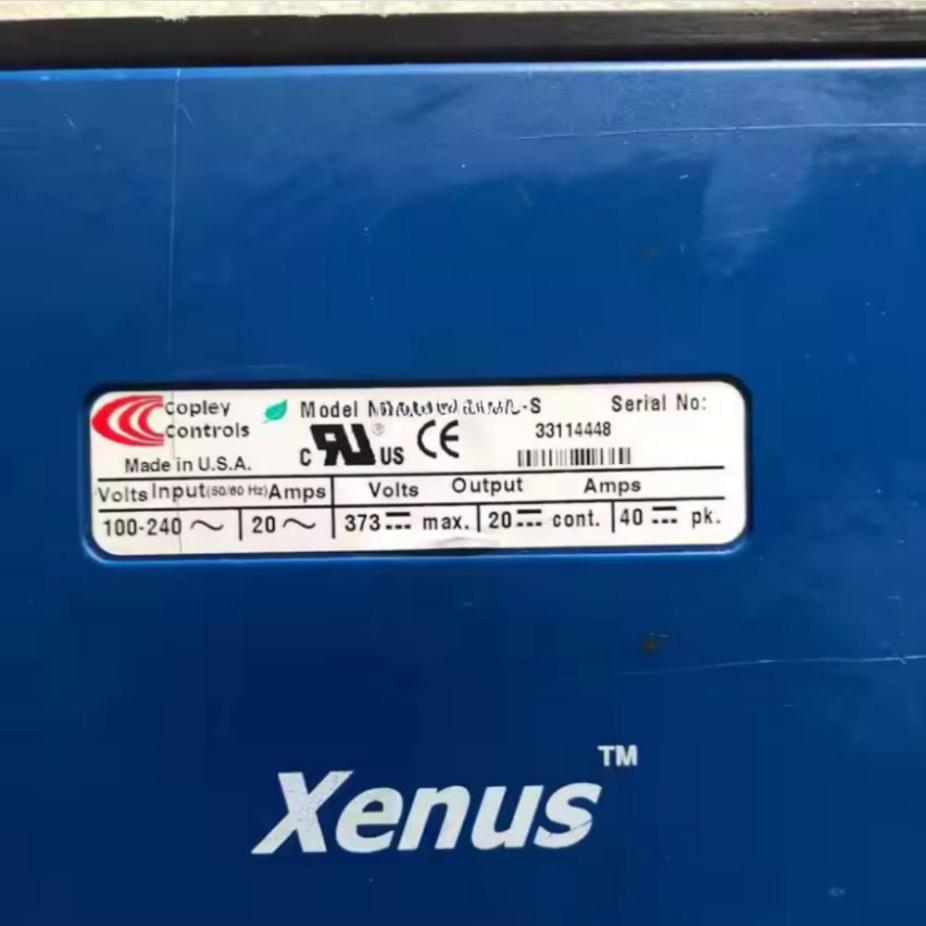 Copley
Controls
Model -S
Serial No:
33114448
C RU ® US CE
Made in U.S.A.
Volts Input(50/60 Hz) Amps
Volts Output Amps
100-240 ~ 20 ~ 373 ⎓ max. 20 ⎓ cont. 40 ⎓ pk.
Xenus™